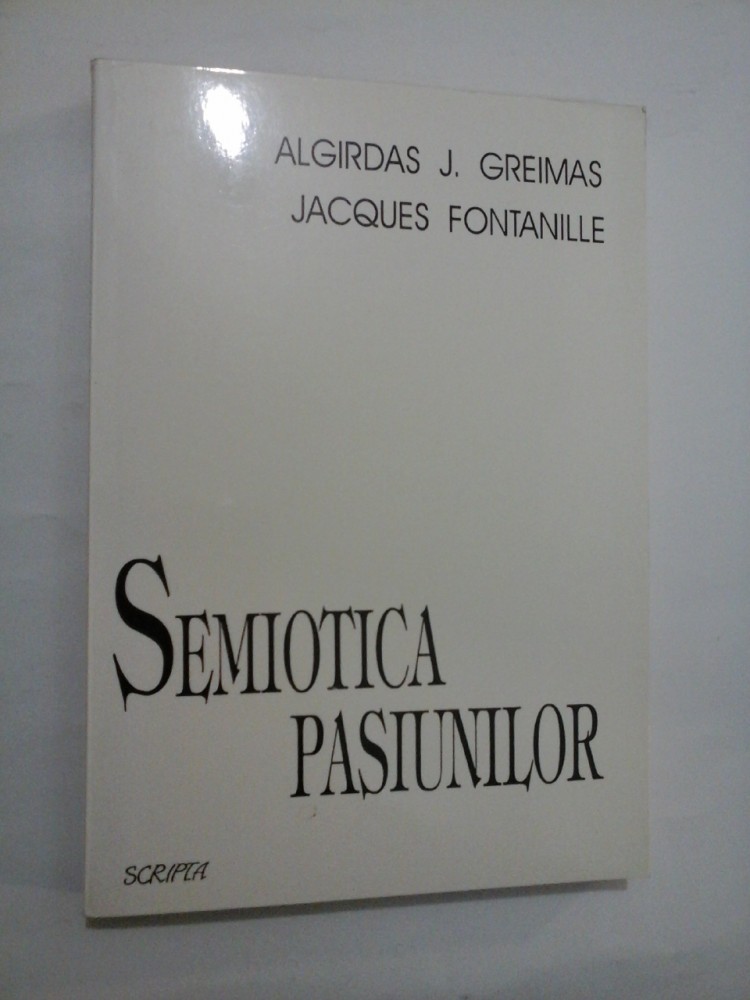 ALGIRDAS J. GREIMAS
JACQUES FONTANILLE
SEMIOTICA
PASIUNILOR
SCRIPTA